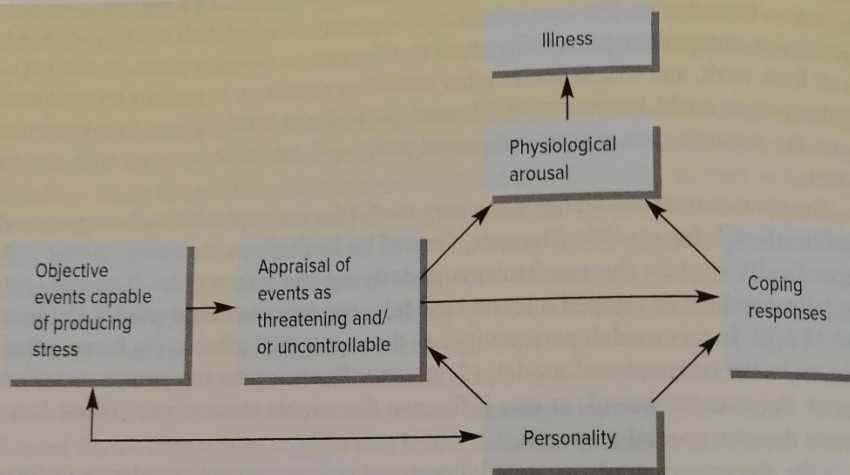 Illness
Physiological
arousal
Objective
events capable
of producing
stress
Appraisal of
events as
threatening and/
or uncontrollable
Coping
responses
Personality